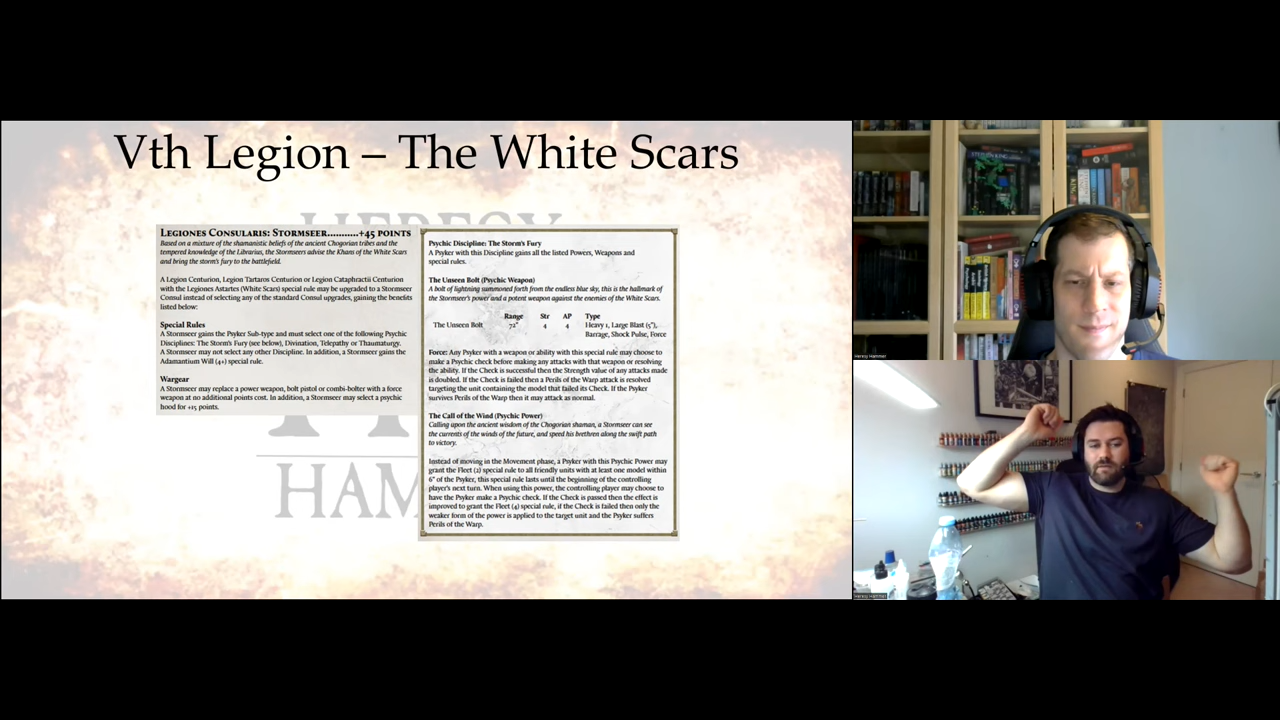 Vth Legion – The White Scars
HERESY
HAM
Legiones Consularis: Stormseer...........+45 points
Based on a mixture of the shamanistic beliefs of the ancient Chogorian tribes and the
tempered knowledge of the Librarius, the Stormseers advise the Khans of the White Scars
and bring the storm's fury to the battlefield.
A Legion Centurion, Legion Tartaros Centurion or Legion Cataphractii Centurion
with the Legiones Astartes (White Scars) special rule may be upgraded to a Stormseer
Consul instead of selecting any of the standard Consul upgrades, gaining the benefits
listed below:
Special Rules
A Stormseer gains the Psyker Sub-type and must select one of the following Psychic
Disciplines: The Storm's Fury (see below), Divination, Telepathy or Thaumaturgy.
A Stormseer may not select any other Discipline. In addition, a Stormseer gains the
Adamantium Will (4+) special rule.
Wargear
A Stormseer may replace a power weapon, bolt pistol or combi-bolter with a force
weapon at no additional points cost. In addition, a Stormseer may select a psychic
hood for +15 points.
Psychic Discipline: The Storm's Fury
A Psyker with this Discipline gains all the listed Powers, Weapons and
special rules.
The Unseen Bolt (Psychic Weapon)
A bolt of lightning summoned forth from the endless blue sky, this is the hallmark of
the Stormseer's power and a potent weapon against the enemies of the White Scars.
Range Str AP Type
The Unseen Bolt 72" 4 4 Heavy 1, Large Blast (5"),
Barrage, Shock Pulse, Force
Force: Any Psyker with a weapon or ability with this special rule may choose to
make a Psychic check before making any attacks with that weapon or resolving
the ability. If the Check is successful then the Strength value of any attacks made
is doubled. If the Check is failed then a Perils of the Warp attack is resolved
targeting the unit containing the model that failed its Check. If the Psyker
survives Perils of the Warp then it may attack as normal.
The Call of the Wind (Psychic Power)
Calling upon the ancient wisdom of the Chogorian shaman, a Stormseer can see
the currents of the winds of the future, and speed his brethren along the swift path
to victory.
Instead of moving in the Movement phase, a Psyker with this Psychic Power may
grant the Fleet (2) special rule to all friendly units with at least one model within
6" of the Psyker, this special rule lasts until the beginning of the controlling
player's next turn. When using this power, the controlling player may choose to
have the Psyker make a Psychic check. If the Check is passed then the effect is
improved to grant the Fleet (4) special rule, if the Check is failed then only the
weaker form of the power is applied to the target unit and the Psyker suffers
Perils of the Warp.
STEPHEN KING